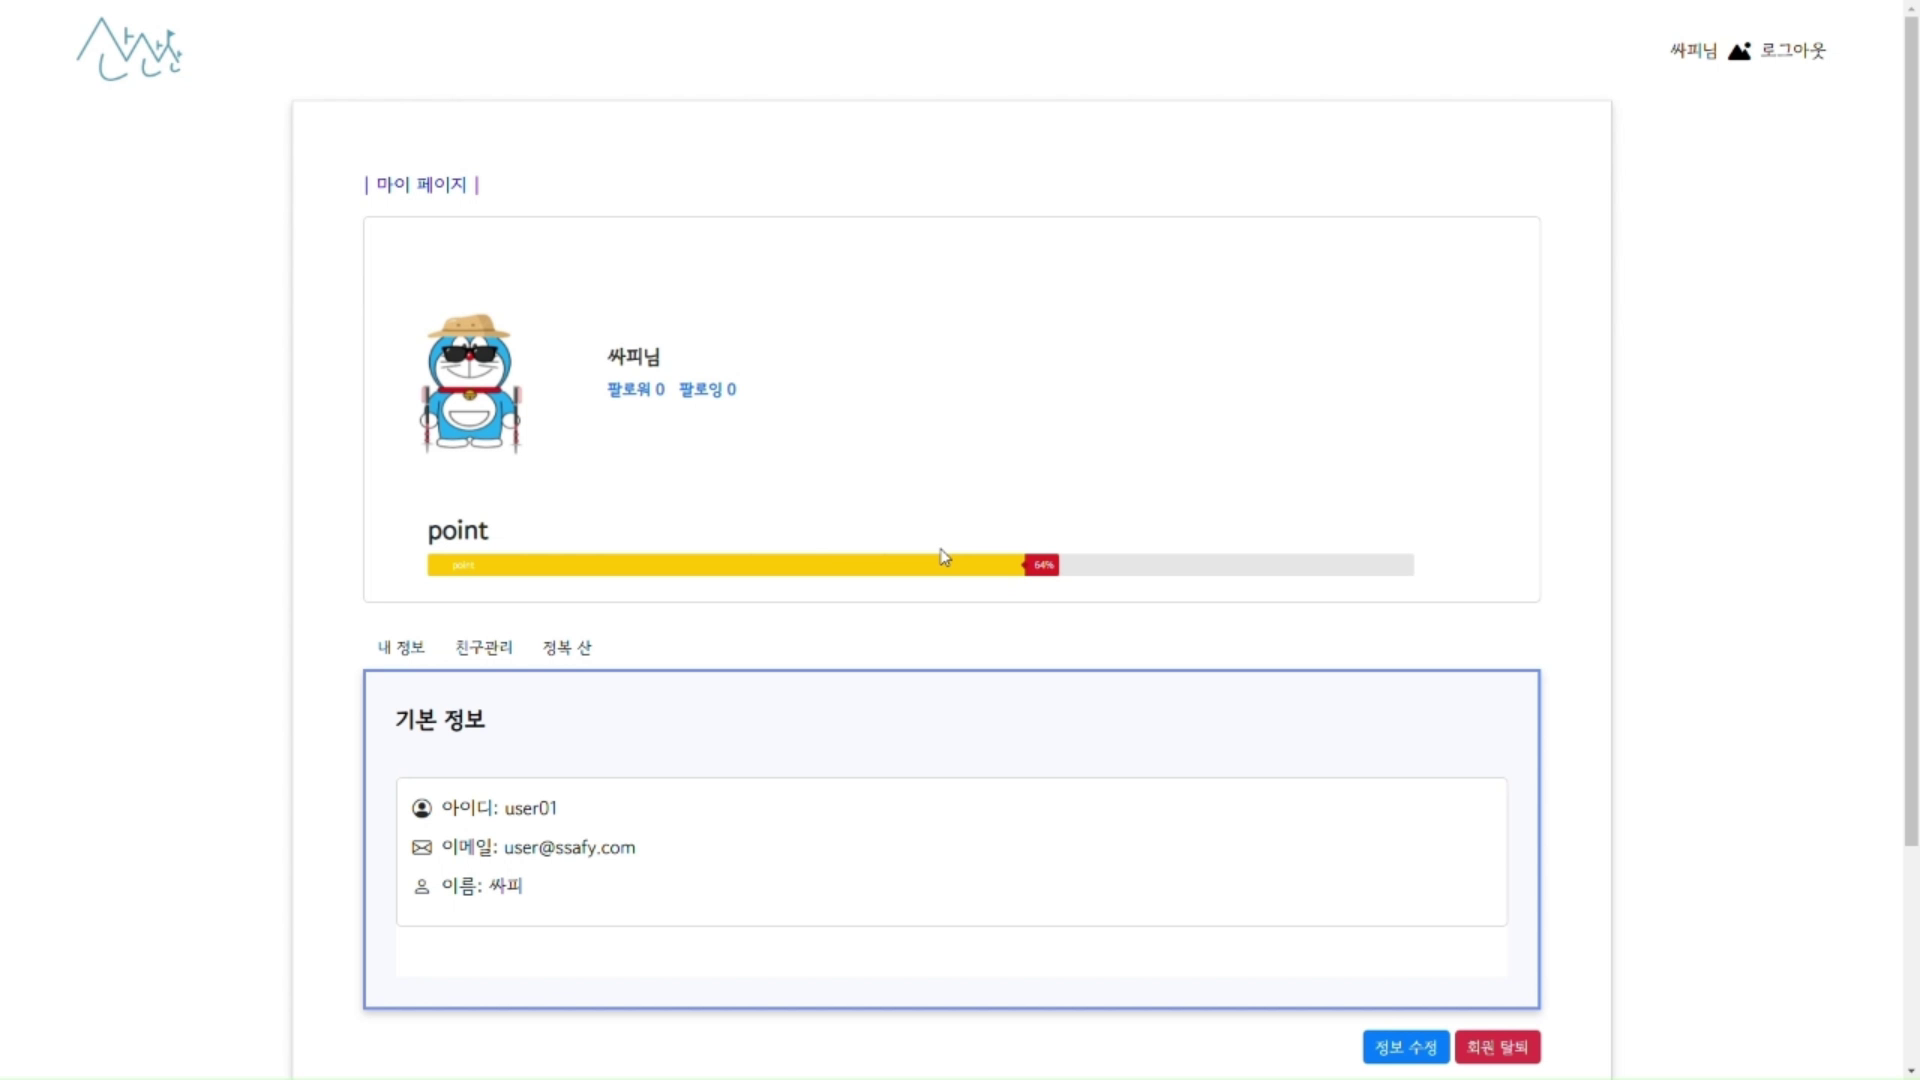 산산산
싸피님 로그아웃
| 마이 페이지 |
싸피님
팔로워 0 팔로잉 0
point
point 64%
내 정보 친구관리 정복 산
기본 정보
아이디: user01
이메일: user@ssafy.com
이름: 싸피
정보 수정 회원 탈퇴